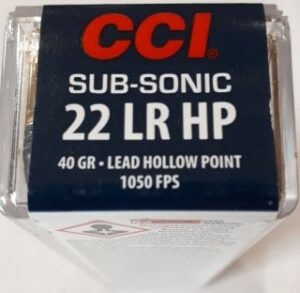 CCI
SUB-SONIC
22 LR HP
40 GR • LEAD HOLLOW POINT
1050 FPS